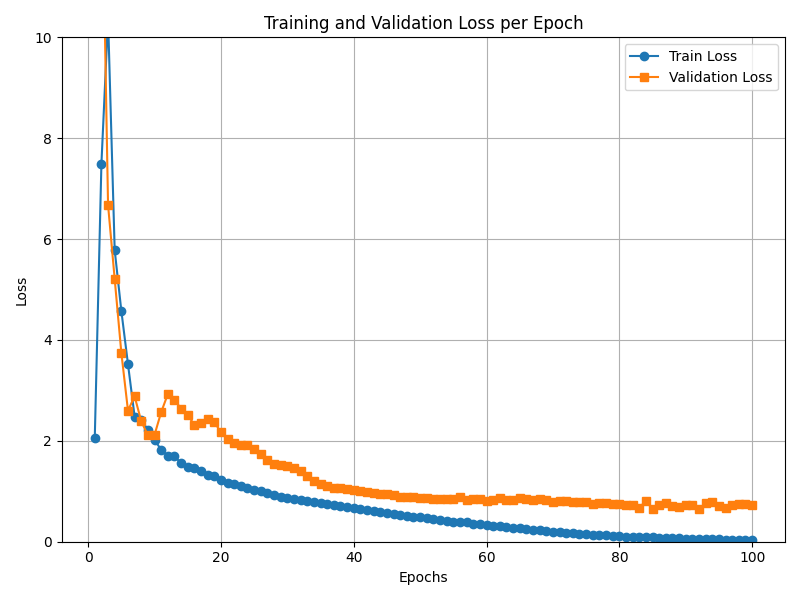 Training and Validation Loss per Epoch
Train Loss
Validation Loss
10
8
6
4
2
0
Loss
0 20 40 60 80 100
Epochs